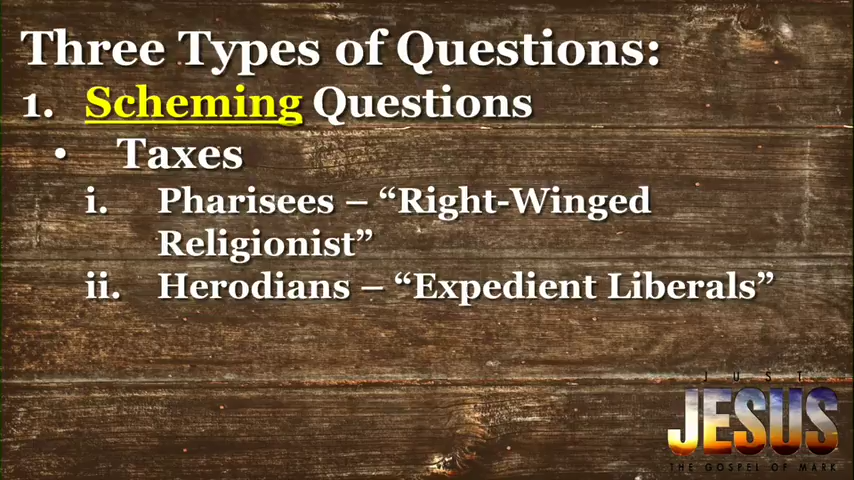 Three Types of Questions:
1. Scheming Questions
• Taxes
i. Pharisees – “Right-Winged
Religionist”
ii. Herodians – “Expedient Liberals”
JUST
JESUS
THE GOSPEL OF MARK